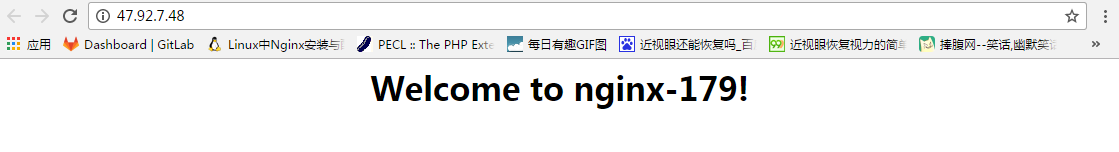 47.92.7.48
应用 Dashboard | GitLab Linux中Nginx安装与 PECL :: The PHP Exte 每日有趣GIF图 近视眼还能恢复吗_百 近视眼恢复视力的简单 捧腹网--笑话,幽默笑 »
Welcome to nginx-179!